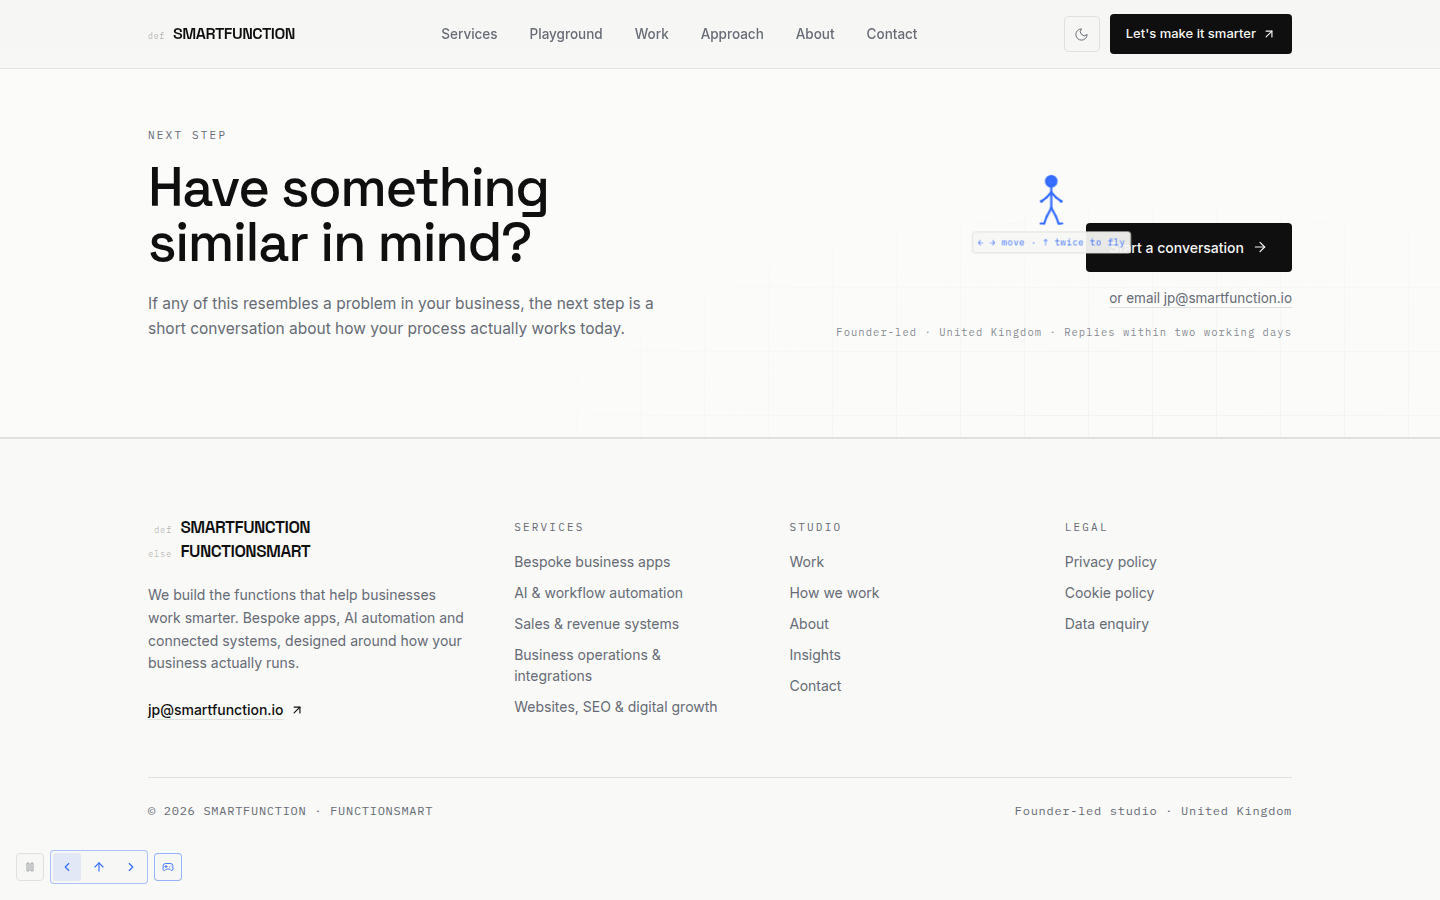 def SMARTFUNCTION
Services Playground Work Approach About Contact
Let's make it smarter
NEXT STEP
Have something
similar in mind?
If any of this resembles a problem in your business, the next step is a
short conversation about how your process actually works today.
← → move · ↑ twice to fly
a conversation
or email jp@smartfunction.io
Founder-led · United Kingdom · Replies within two working days
def SMARTFUNCTION
else FUNCTIONSMART
We build the functions that help businesses
work smarter. Bespoke apps, AI automation and
connected systems, designed around how your
business actually runs.
jp@smartfunction.io
SERVICES
Bespoke business apps
AI & workflow automation
Sales & revenue systems
Business operations &
integrations
Websites, SEO & digital growth
STUDIO
Work
How we work
About
Insights
Contact
LEGAL
Privacy policy
Cookie policy
Data enquiry
© 2026 SMARTFUNCTION · FUNCTIONSMART
Founder-led studio · United Kingdom